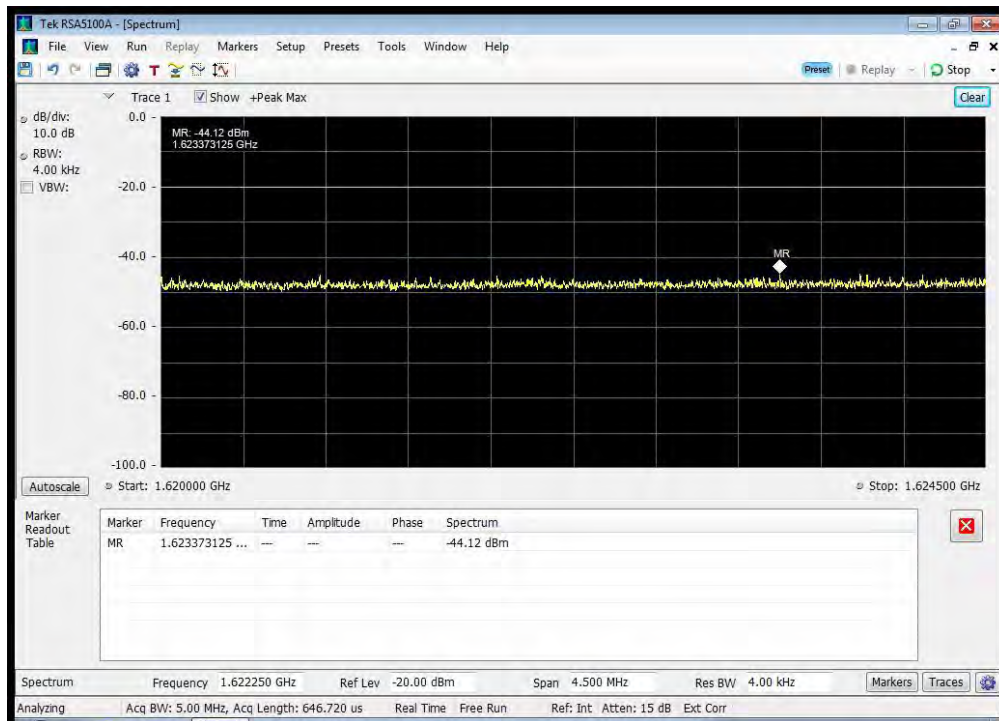 Tek RSA5100A - [Spectrum]
File View Run Replay Markers Setup Presets Tools Window Help
Preset Replay Stop
Trace 1 Show +Peak Max Clear
dB/div:
10.0 dB
RBW:
4.00 kHz
VBW:
0.0
MR: -44.12 dBm
1.623373125 GHz
-20.0
-40.0
MR
-60.0
-80.0
-100.0
Autoscale Start: 1.620000 GHz Stop: 1.624500 GHz
Marker
Readout
Table
Marker Frequency Time Amplitude Phase Spectrum
MR 1.623373125 ... --- --- --- -44.12 dBm
Spectrum Frequency 1.622250 GHz Ref Lev -20.00 dBm Span 4.500 MHz Res BW 4.00 kHz Markers Traces
Analyzing Acq BW: 5.00 MHz, Acq Length: 646.720 us Real Time Free Run Ref: Int Atten: 15 dB Ext Corr